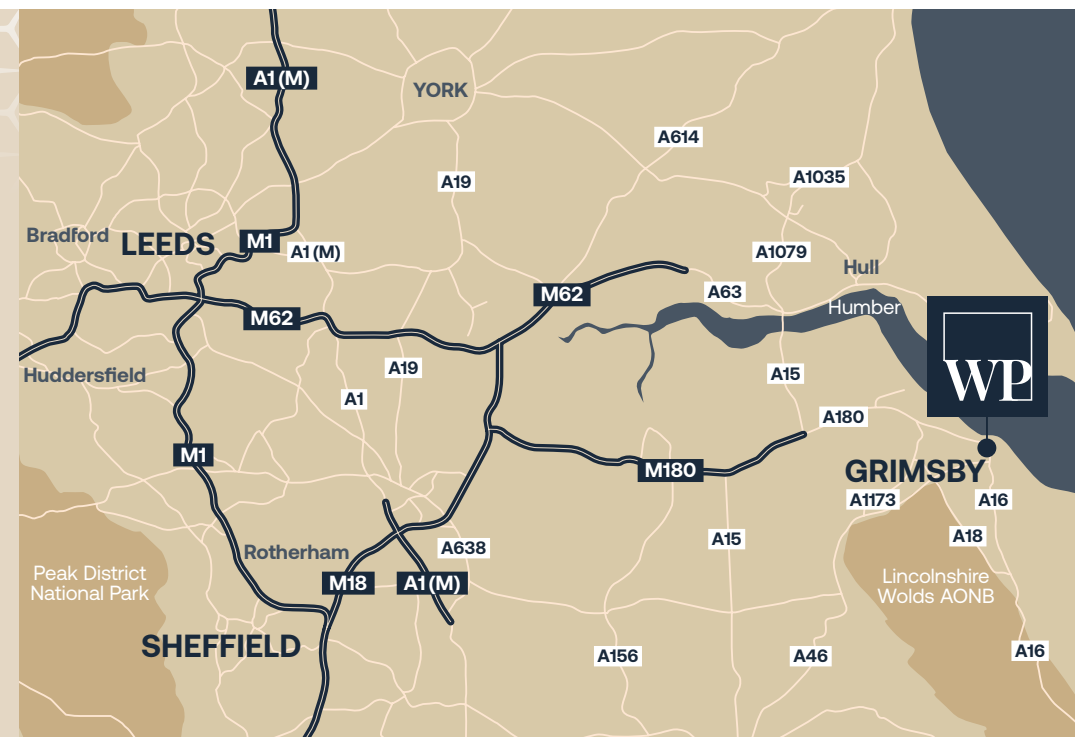 A1 (M)
YORK
A614
A19
A1035
Bradford
LEEDS
M1
A1 (M)
A1079
Hull
M62
A63
Humber
M62
WP
Huddersfield
A19
A15
A1
A180
M1
M180
GRIMSBY
A1173
A16
Rotherham
A638
A15
A18
Peak District
National Park
M18
A1 (M)
Lincolnshire
Wolds AONB
SHEFFIELD
A156
A46
A16